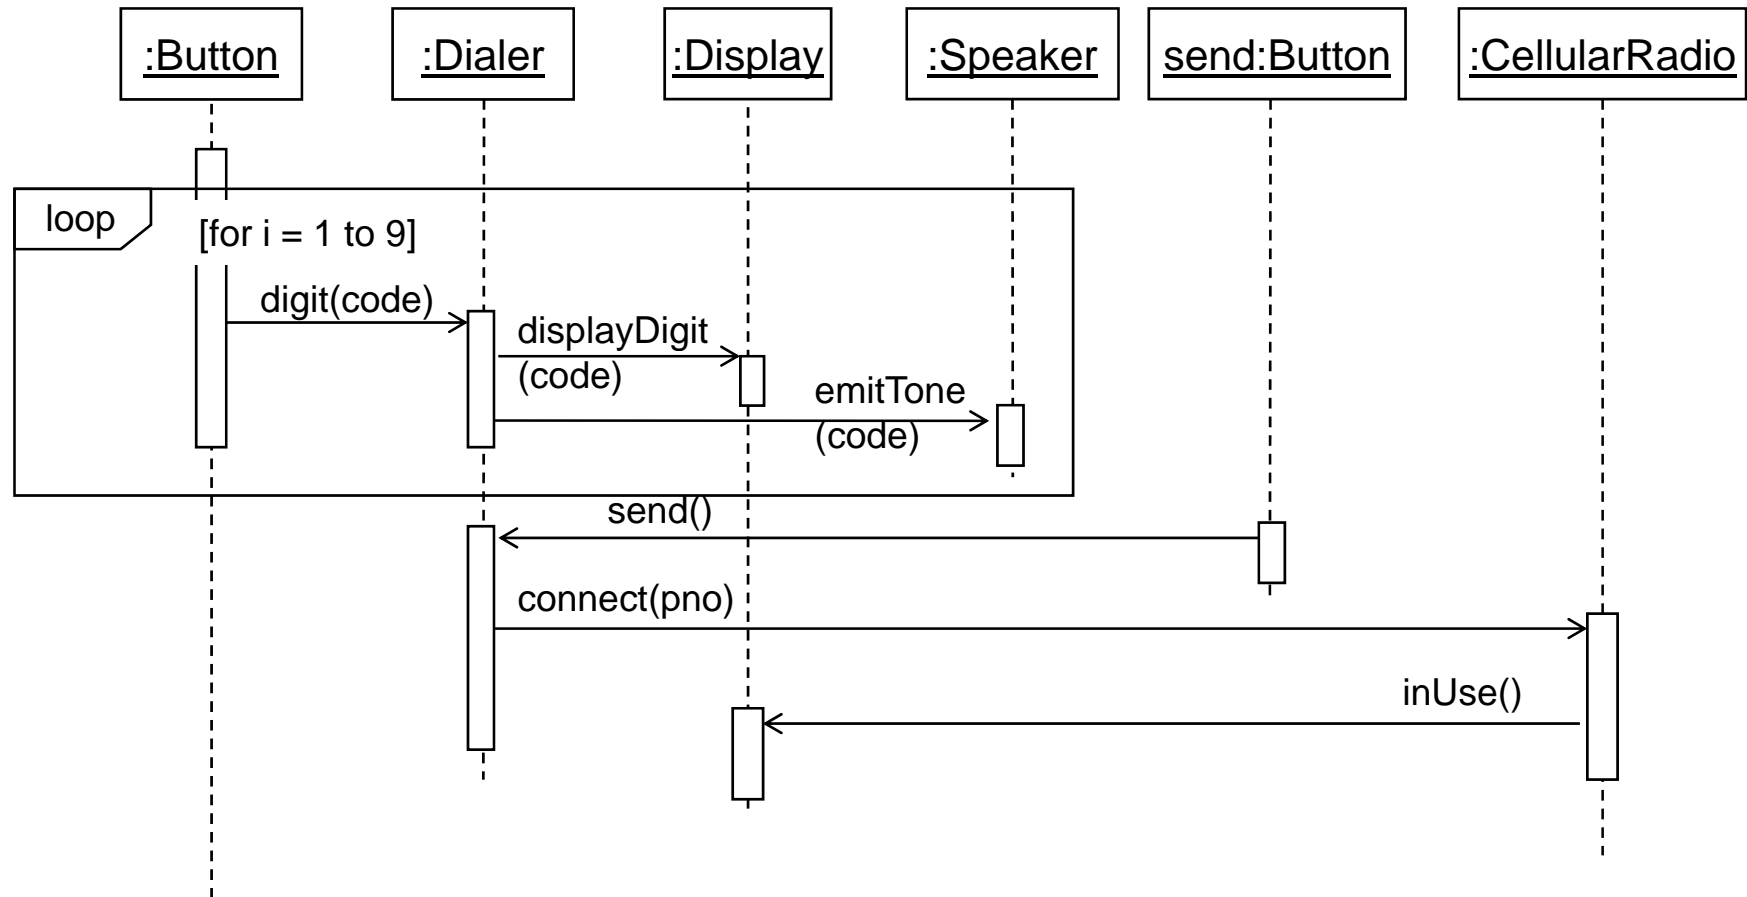 :Button
:Dialer
:Display
:Speaker
send:Button
:CellularRadio
loop
[for i = 1 to 9]
digit(code)
displayDigit
(code)
emitTone
(code)
send()
connect(pno)
inUse()